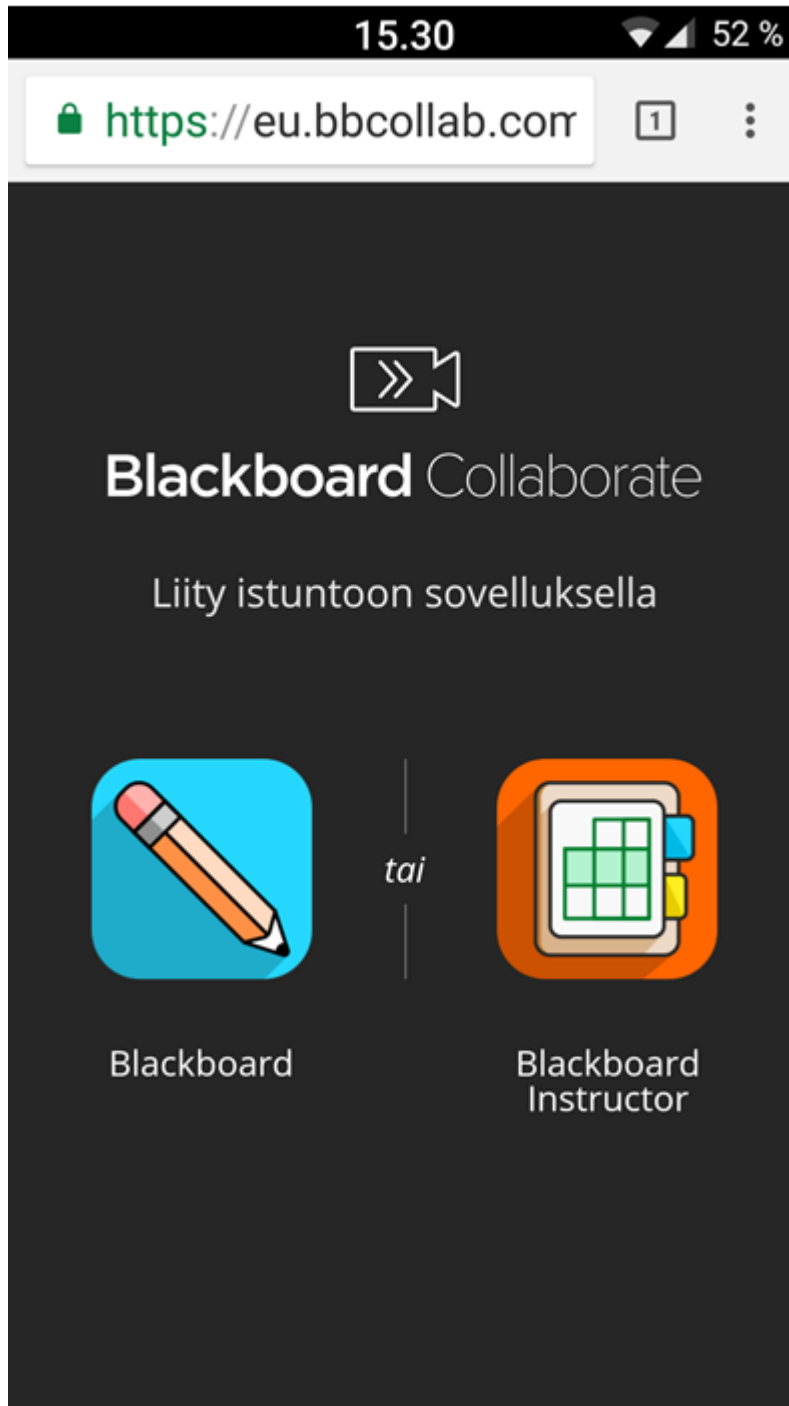 15.30 52 %
https://eu.bbcollab.com 1
Blackboard Collaborate
Liity istuntoon sovelluksella
tai
Blackboard Blackboard
Instructor